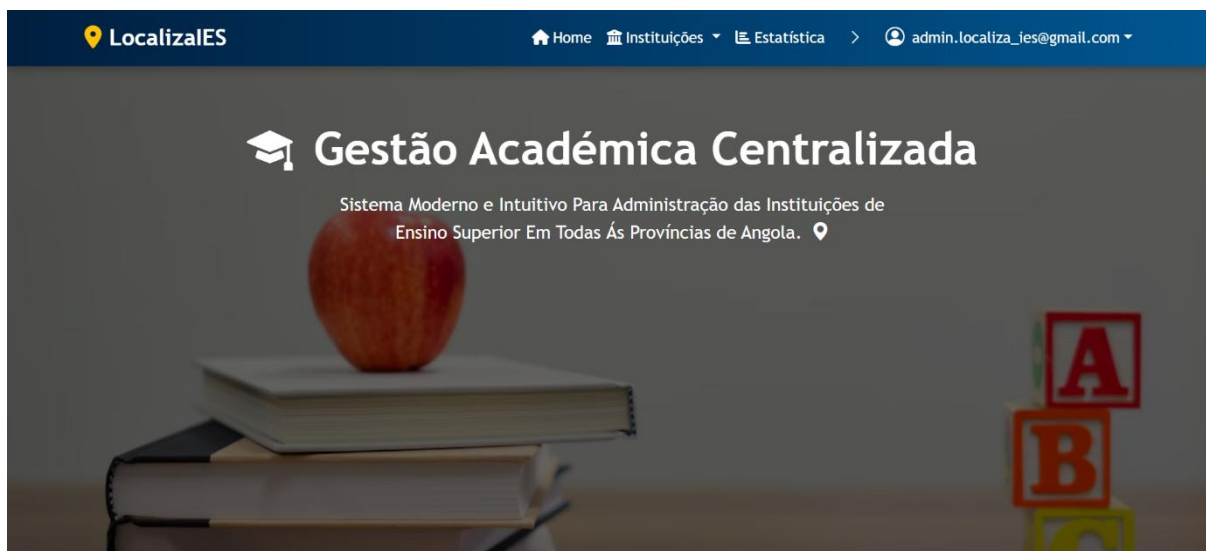 LocalizaIES
Home Instituições Estatística > admin.localiza_ies@gmail.com
Gestão Académica Centralizada
Sistema Moderno e Intuitivo Para Administração das Instituições de
Ensino Superior Em Todas Ás Províncias de Angola.
A
B
C